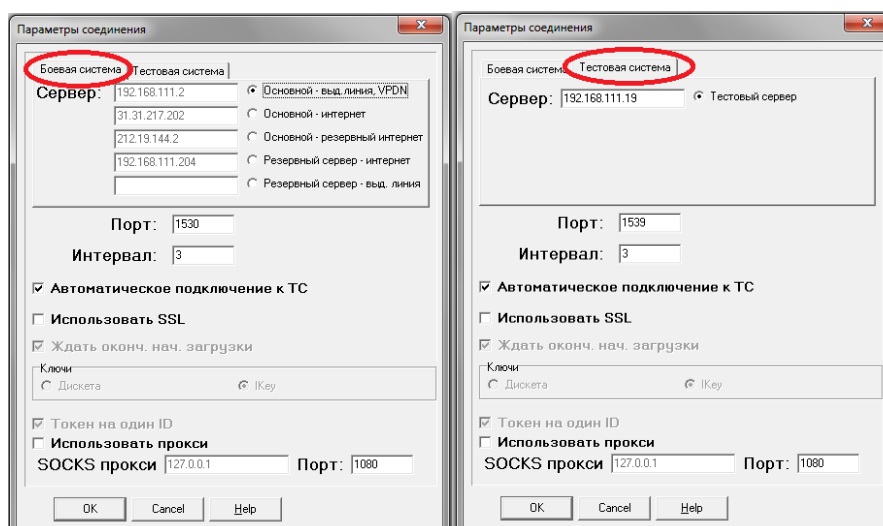 Параметры соединения
Боевая система
Тестовая система
Сервер:
192.168.111.2
Основной - выд.линия, VPDN
31.31.217.202
Основной - интернет
212.19.144.2
Основной - резервный интернет
192.168.111.204
Резервный сервер - интернет
Резервный сервер - выд. линия
Порт: 1530
Интервал: 3
Автоматическое подключение к ТС
Использовать SSL
Ждать оконч. нач. загрузки
Ключи
Дискета
IKey
Токен на один ID
Использовать прокси
SOCKS прокси 127.0.0.1 Порт: 1080
OK Cancel Help
Параметры соединения
Боевая система
Тестовая система
Сервер: 192.168.111.19 Тестовый сервер
Порт: 1539
Интервал: 3
Автоматическое подключение к ТС
Использовать SSL
Ждать оконч. нач. загрузки
Ключи
Дискета
IKey
Токен на один ID
Использовать прокси
SOCKS прокси 127.0.0.1 Порт: 1080
OK Cancel Help